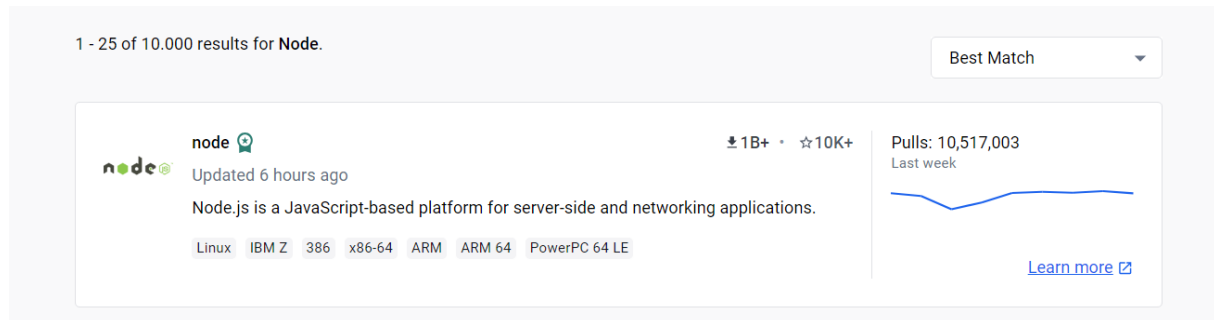 1 - 25 of 10.000 results for Node.
Best Match
node
node
JS
1B+ · 10K+
Updated 6 hours ago
Node.js is a JavaScript-based platform for server-side and networking applications.
Linux IBM Z 386 x86-64 ARM ARM 64 PowerPC 64 LE
Pulls: 10,517,003
Last week
Learn more